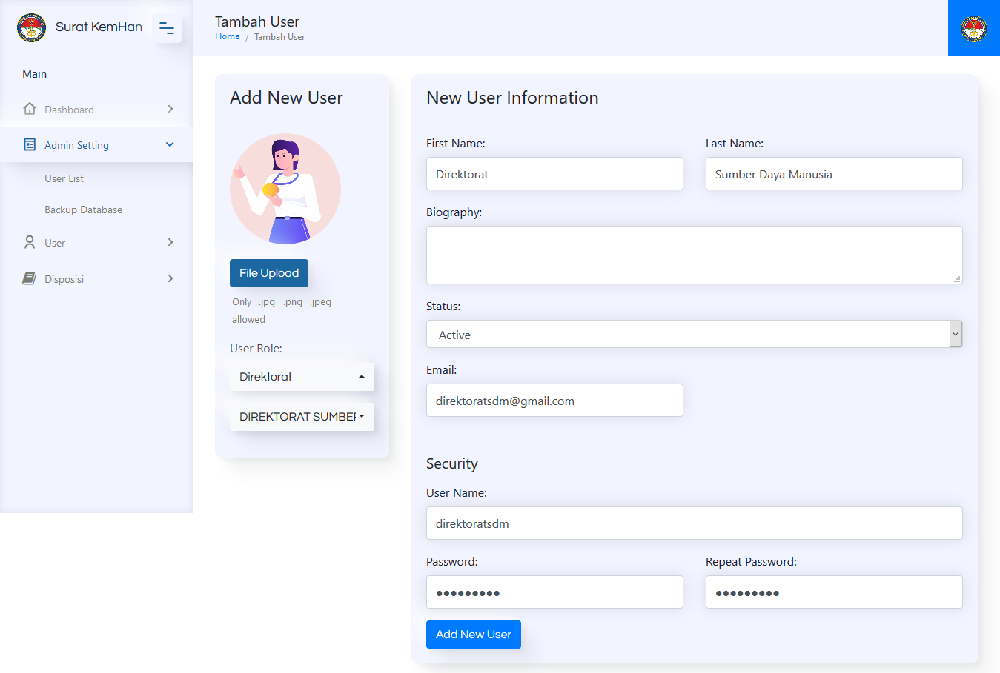 Surat KemHan
Main
Dashboard
Admin Setting
User List
Backup Database
User
Disposisi
Tambah User
Home / Tambah User
Add New User
File Upload
Only .jpg .png .jpeg
allowed
User Role:
Direktorat
DIREKTORAT SUMBER
New User Information
First Name: Last Name:
Direktorat Sumber Daya Manusia
Biography:
Status:
Active
Email:
direktoratsdm@gmail.com
Security
User Name:
direktoratsdm
Password: Repeat Password:
●●●●●●●●● ●●●●●●●●●
Add New User